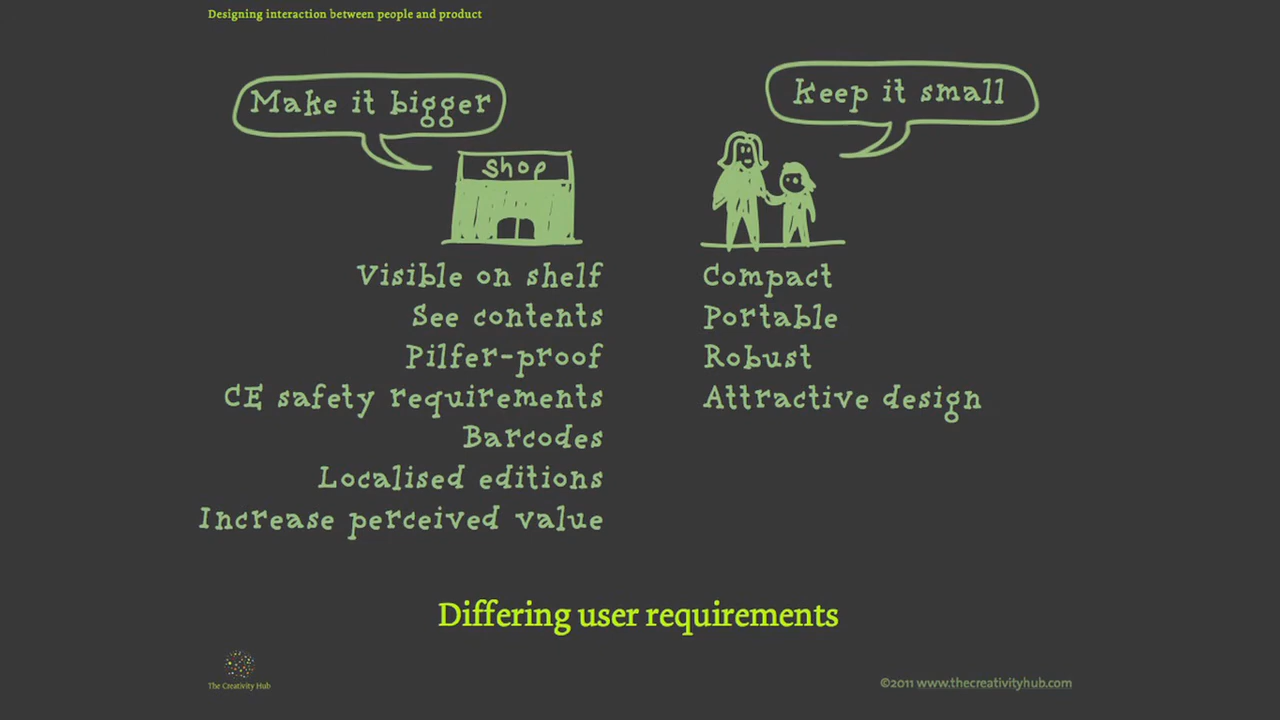 Designing interaction between people and product
Make it bigger
Keep it small
shop
Visible on shelf
See contents
Pilfer-proof
CE safety requirements
Barcodes
Localised editions
Increase perceived value
Compact
Portable
Robust
Attractive design
Differing user requirements
The Creativity Hub
©2011 www.thecreativityhub.com